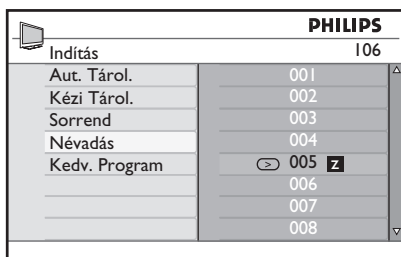 PHILIPS
Indítás 106
Aut. Tárol. 001
Kézi Tárol. 002
Sorrend 003
Névadás 004
Kedv. Program > 005 Z
006
007
008